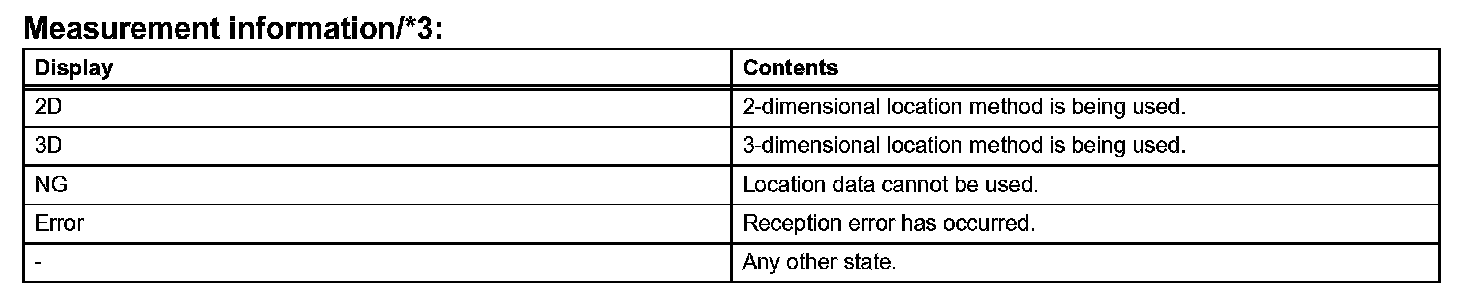 Measurement information/*3:
Display Contents
2D 2-dimensional location method is being used.
3D 3-dimensional location method is being used.
NG Location data cannot be used.
Error Reception error has occurred.
- Any other state.